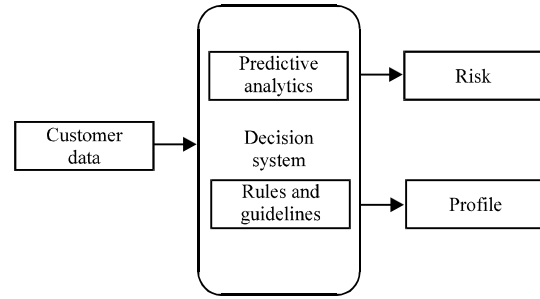 Customer
data
Predictive
analytics
Decision
system
Rules and
guidelines
Risk
Profile